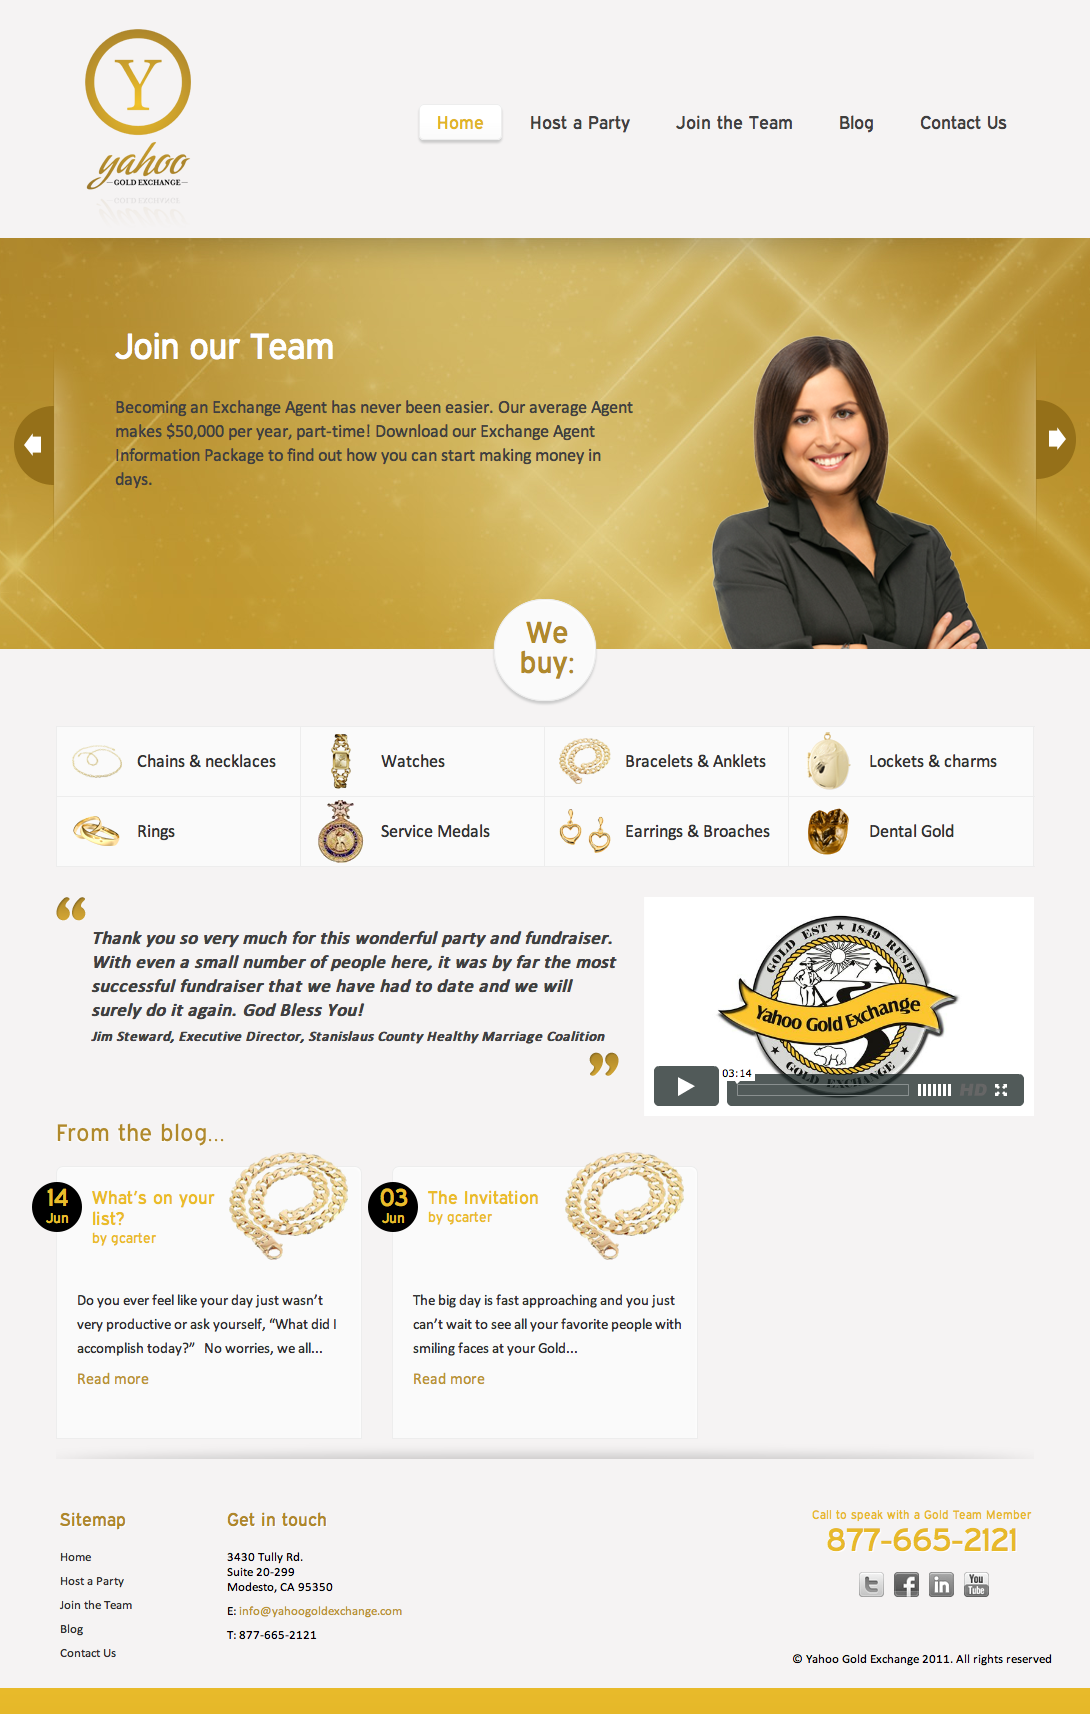 Y
yahoo
GOLD EXCHANGE
Home
Host a Party
Join the Team
Blog
Contact Us
Join our Team
Becoming an Exchange Agent has never been easier. Our average Agent
makes $50,000 per year, part-time! Download our Exchange Agent
Information Package to find out how you can start making money in
days.
We
buy:
Chains & necklaces
Watches
Bracelets & Anklets
Lockets & charms
Rings
Service Medals
Earrings & Broaches
Dental Gold
“
Thank you so very much for this wonderful party and fundraiser.
With even a small number of people here, it was by far the most
successful fundraiser that we have had to date and we will
surely do it again. God Bless You!
Jim Steward, Executive Director, Stanislaus County Healthy Marriage Coalition
”
GOLD EST ★ 1849 RUSH
Yahoo Gold Exchange
★ GOLD EXCHANGE ★
03:14
HD
From the blog...
14
Jun
What’s on your
list?
by gcarter
Do you ever feel like your day just wasn’t
very productive or ask yourself, “What did I
accomplish today?”   No worries, we all...
Read more
03
Jun
The Invitation
by gcarter
The big day is fast approaching and you just
can’t wait to see all your favorite people with
smiling faces at your Gold...
Read more
Sitemap
Home
Host a Party
Join the Team
Blog
Contact Us
Get in touch
3430 Tully Rd.
Suite 20-299
Modesto, CA 95350
E: info@yahoogoldexchange.com
T: 877-665-2121
Call to speak with a Gold Team Member
877-665-2121
t
f
in
You
Tube
© Yahoo Gold Exchange 2011. All rights reserved